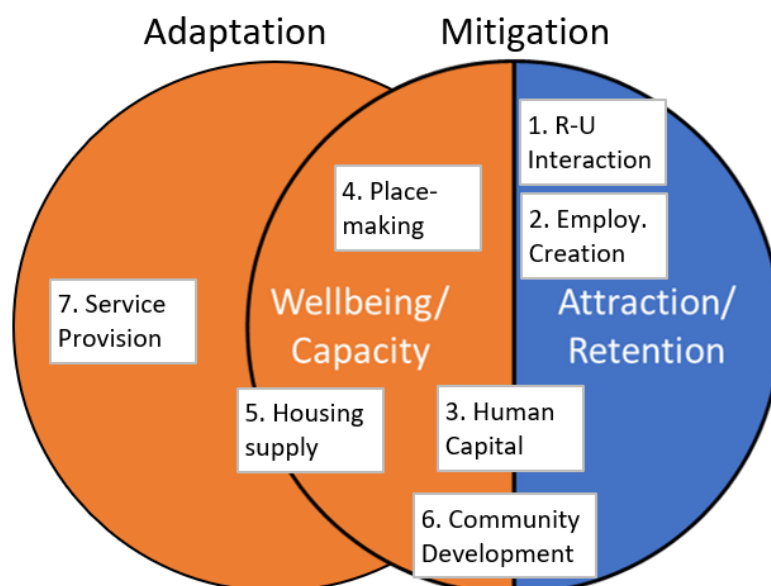 Adaptation
Mitigation
1. R-U
Interaction
4. Place-
making
2. Employ.
Creation
7. Service
Provision
Wellbeing/
Capacity
Attraction/
Retention
5. Housing
supply
3. Human
Capital
6. Community
Development